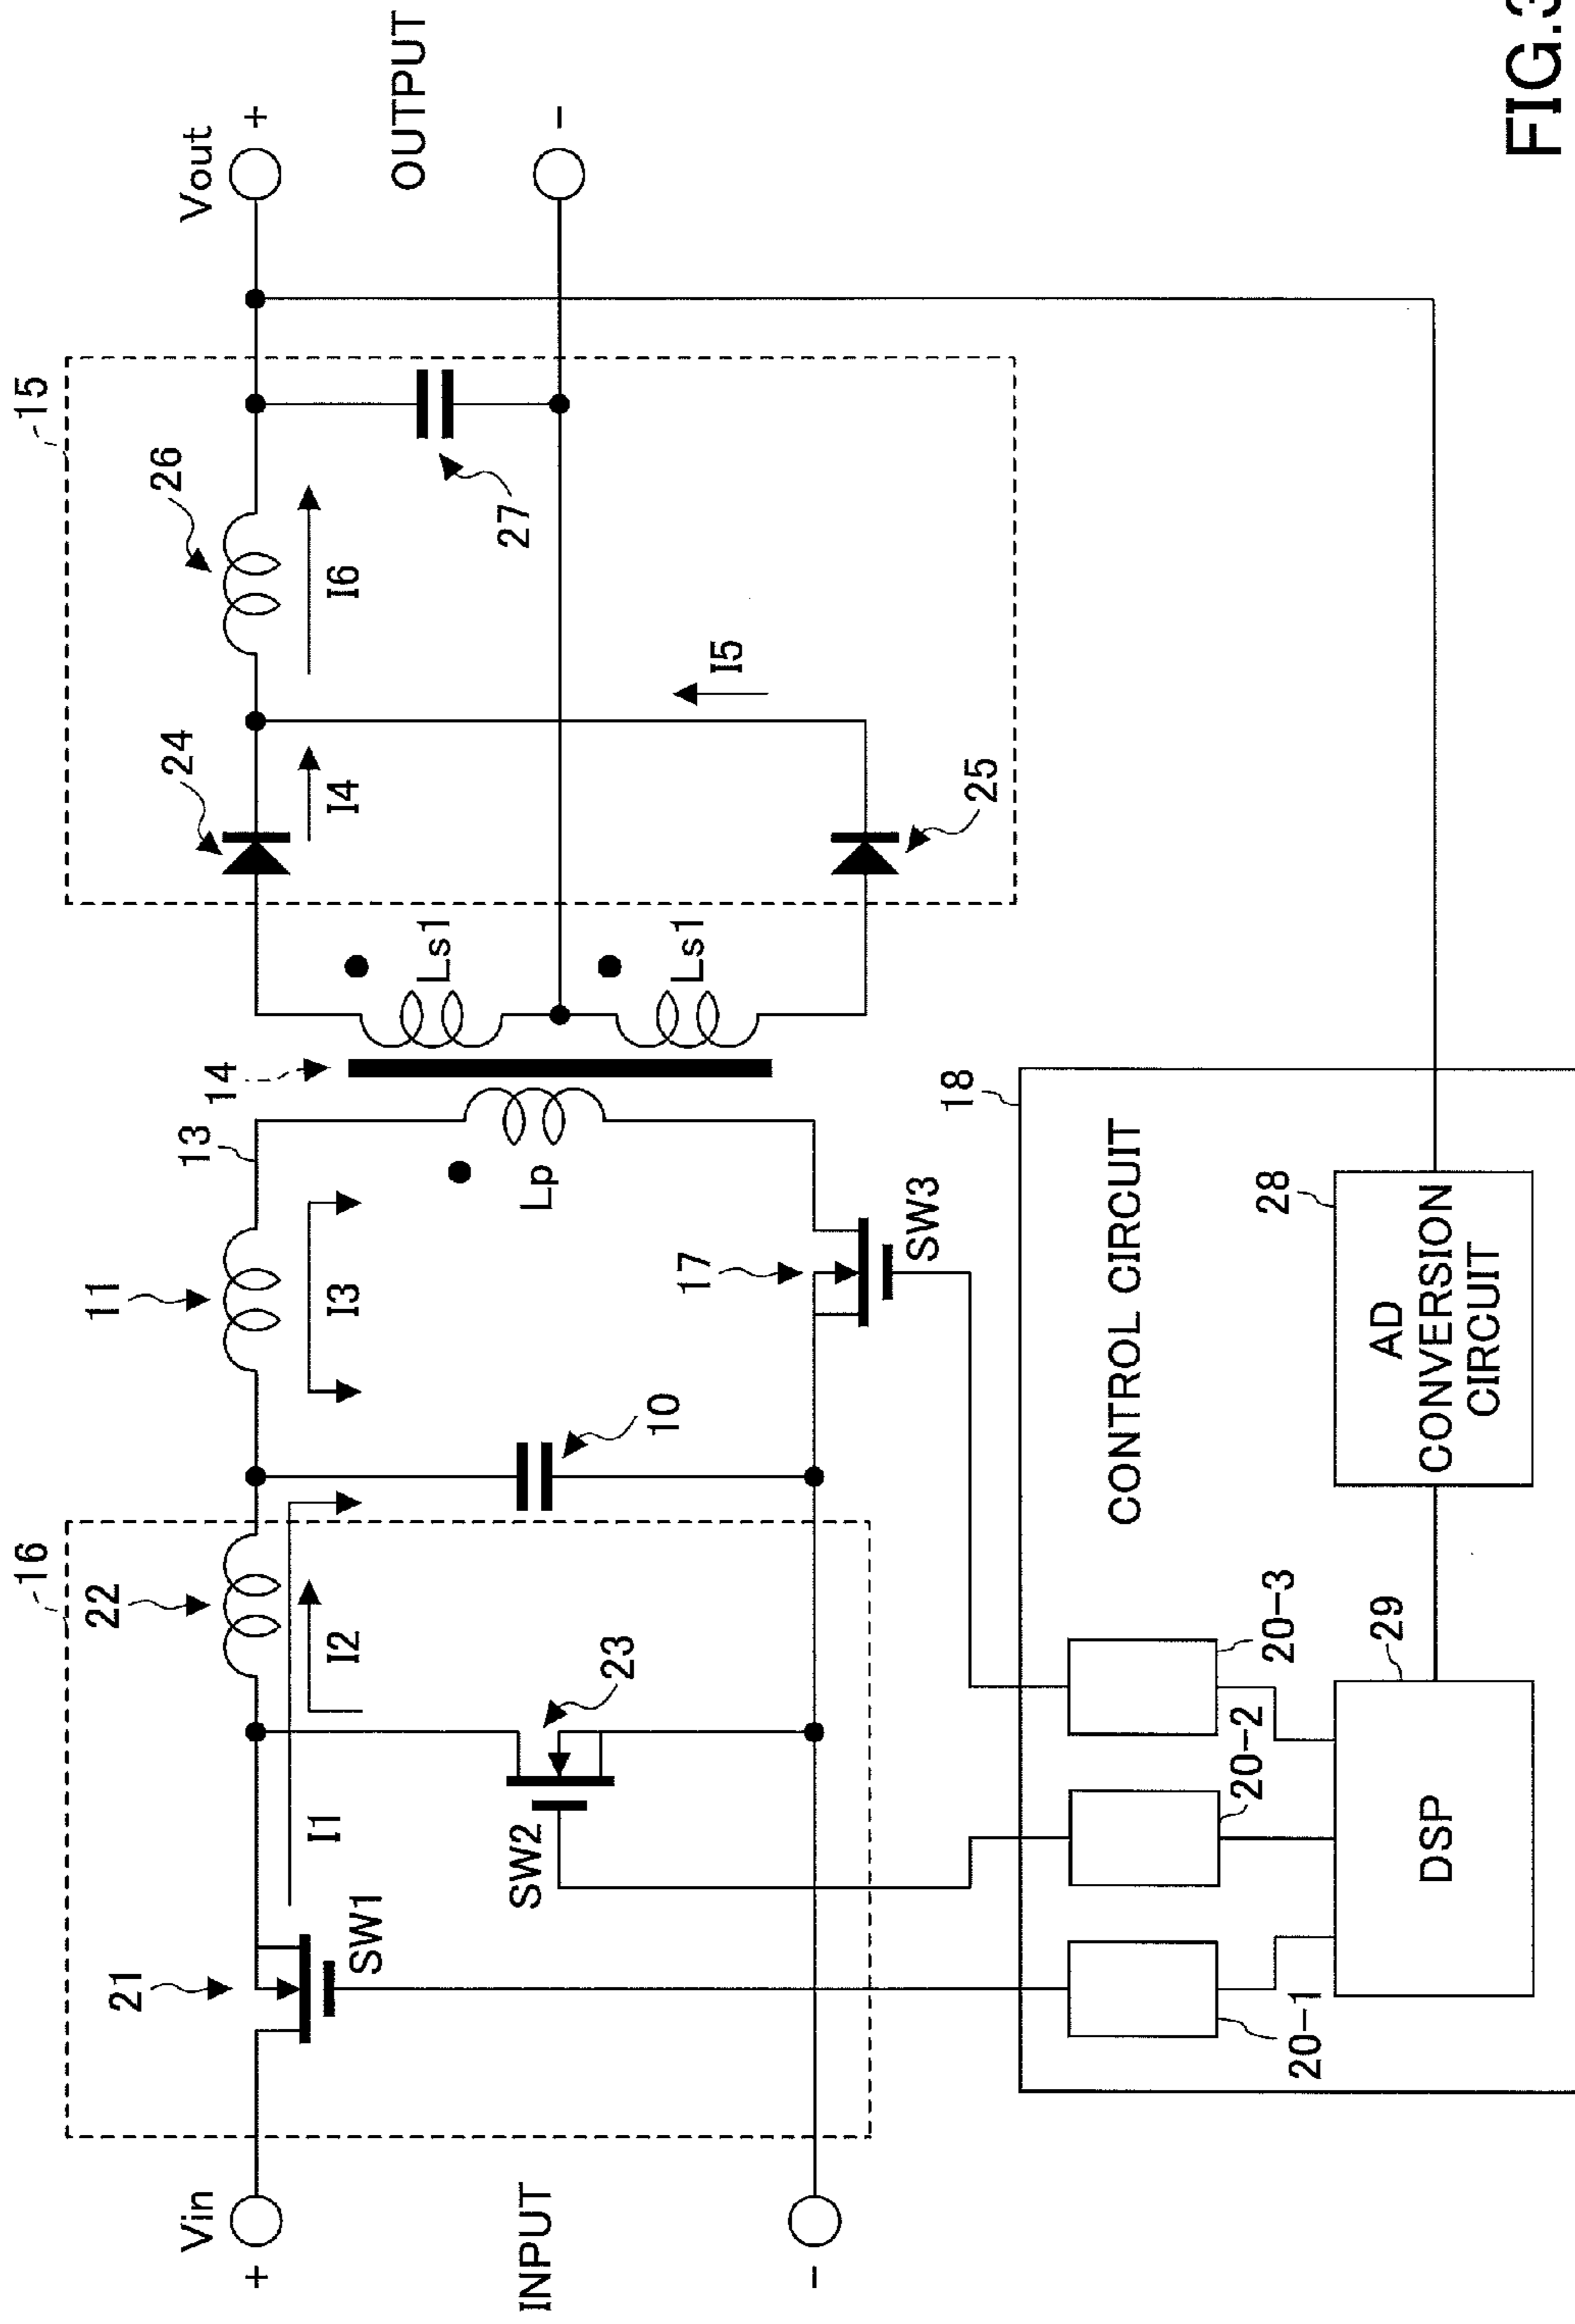 16
15
21
22
11
13
14
24
26
Vin
Vout
+
+
I1
I2
I3
I4
I6
SW1
INPUT
OUTPUT
SW2
23
10
Lp
Ls1
Ls1
27
I5
17
-
-
SW3
25
18
CONTROL CIRCUIT
20-1
20-2
20-3
DSP
29
AD
CONVERSION
CIRCUIT
28
FIG.3